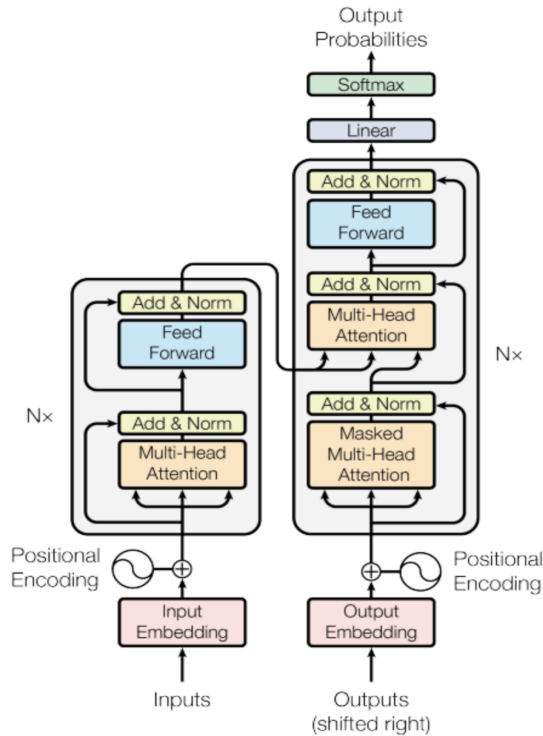 Output
Probabilities
Softmax
Linear
Add & Norm
Feed
Forward
Add & Norm
Multi-Head
Attention
Add & Norm
Masked
Multi-Head
Attention
N×
Positional
Encoding
Output
Embedding
Outputs
(shifted right)
Add & Norm
Feed
Forward
N×
Add & Norm
Multi-Head
Attention
Positional
Encoding
Input
Embedding
Inputs